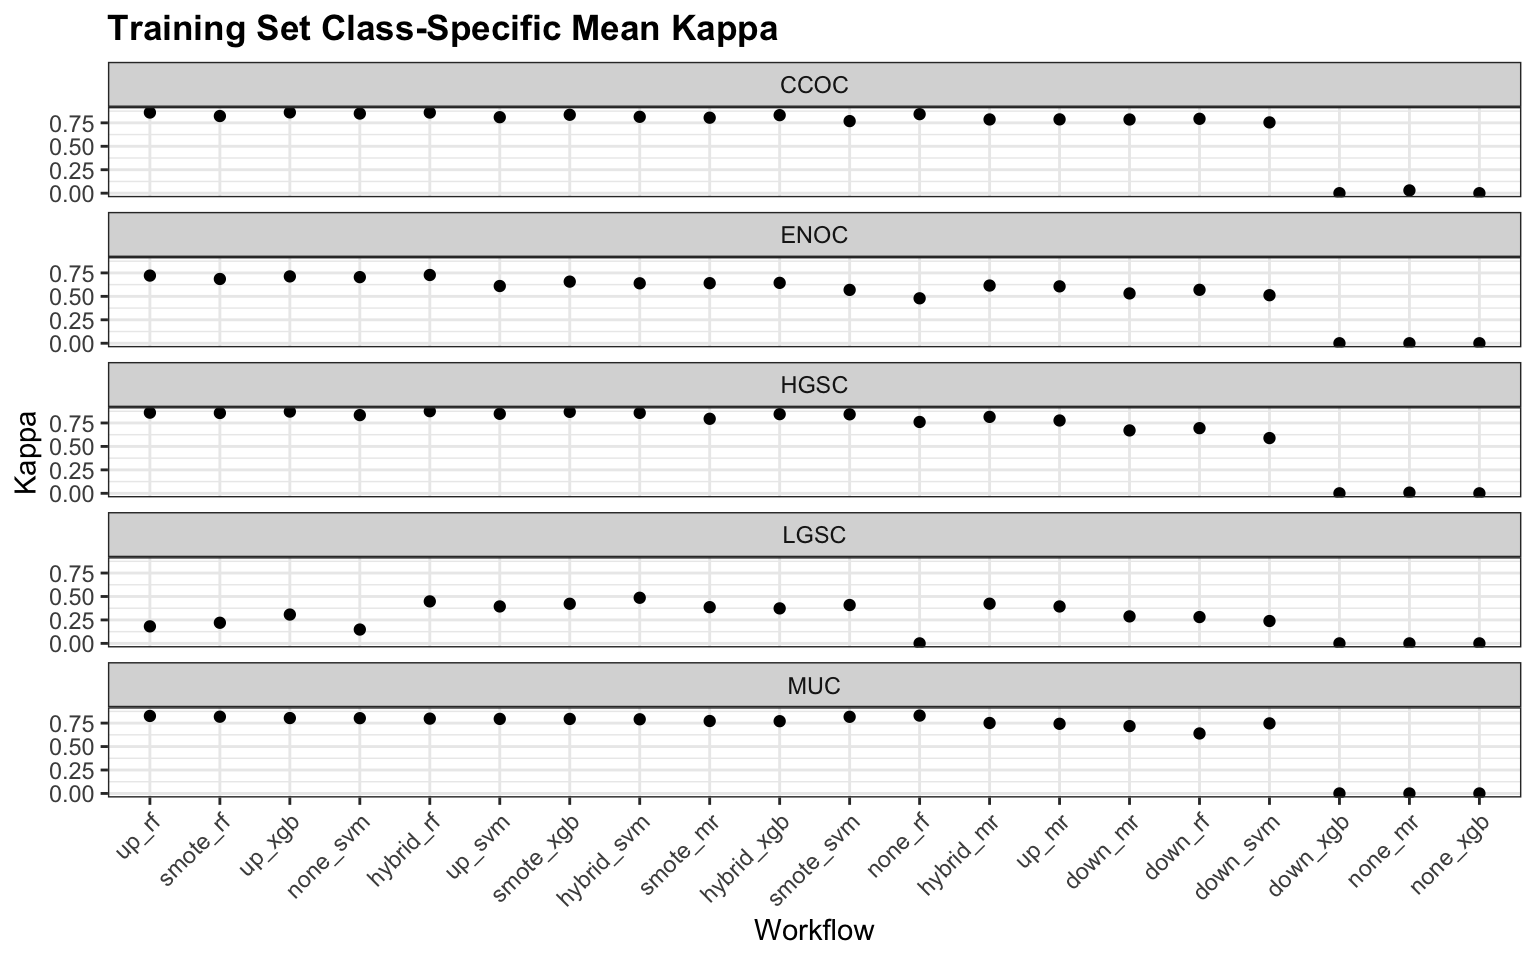 Training Set Class-Specific Mean Kappa
CCOC
0.75
0.50
0.25
0.00
ENOC
0.75
0.50
0.25
0.00
HGSC
0.75
0.50
0.25
0.00
LGSC
0.75
0.50
0.25
0.00
MUC
0.75
0.50
0.25
0.00
Kappa
up_rf
smote_rf
up_xgb
none_svm
hybrid_rf
up_svm
smote_xgb
hybrid_svm
smote_mr
hybrid_xgb
smote_svm
none_rf
hybrid_mr
up_mr
down_mr
down_rf
down_svm
down_xgb
none_mr
none_xgb
Workflow